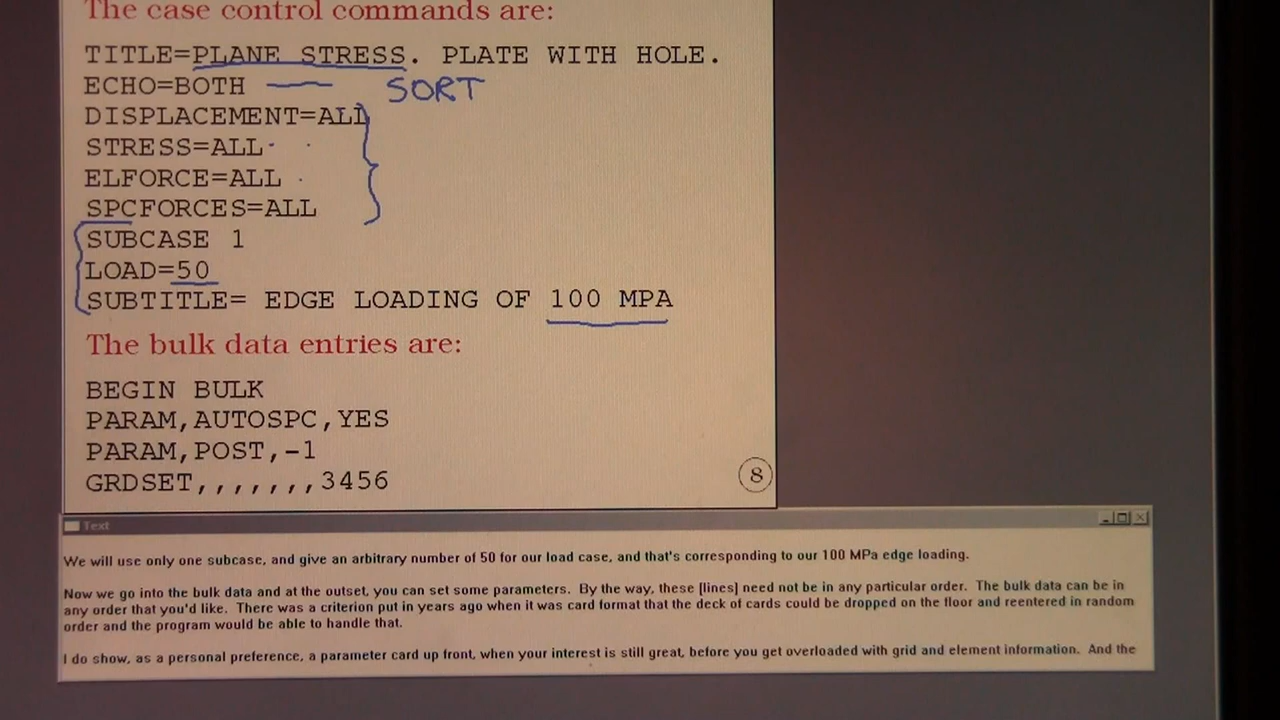 The case control commands are:
TITLE=PLANE STRESS. PLATE WITH HOLE.
ECHO=BOTH SORT
DISPLACEMENT=ALL
STRESS=ALL
ELFORCE=ALL
SPCFORCES=ALL
SUBCASE 1
LOAD=50
SUBTITLE= EDGE LOADING OF 100 MPA
The bulk data entries are:
BEGIN BULK
PARAM,AUTOSPC,YES
PARAM,POST,-1
GRDSET,,,,,,,3456
8
Text
We will use only one subcase, and give an arbitrary number of 50 for our load case, and that's corresponding to our 100 MPa edge loading.
Now we go into the bulk data and at the outset, you can set some parameters. By the way, these [lines] need not be in any particular order. The bulk data can be in
any order that you'd like. There was a criterion put in years ago when it was card format that the deck of cards could be dropped on the floor and reentered in random
order and the program would be able to handle that.
I do show, as a personal preference, a parameter card up front, when your interest is still great, before you get overloaded with grid and element information. And the